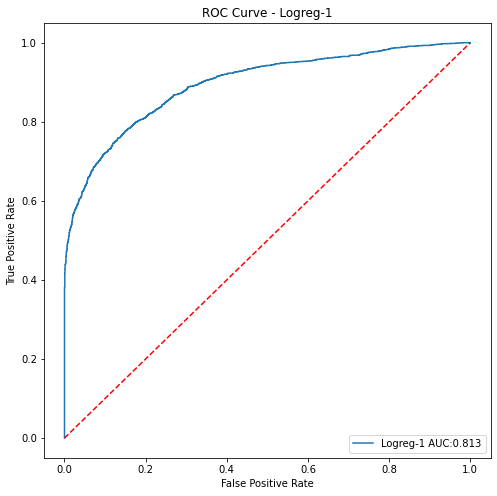 ROC Curve - Logreg-1
True Positive Rate
1.0
0.8
0.6
0.4
0.2
0.0
Logreg-1 AUC:0.813
0.0 0.2 0.4 0.6 0.8 1.0
False Positive Rate